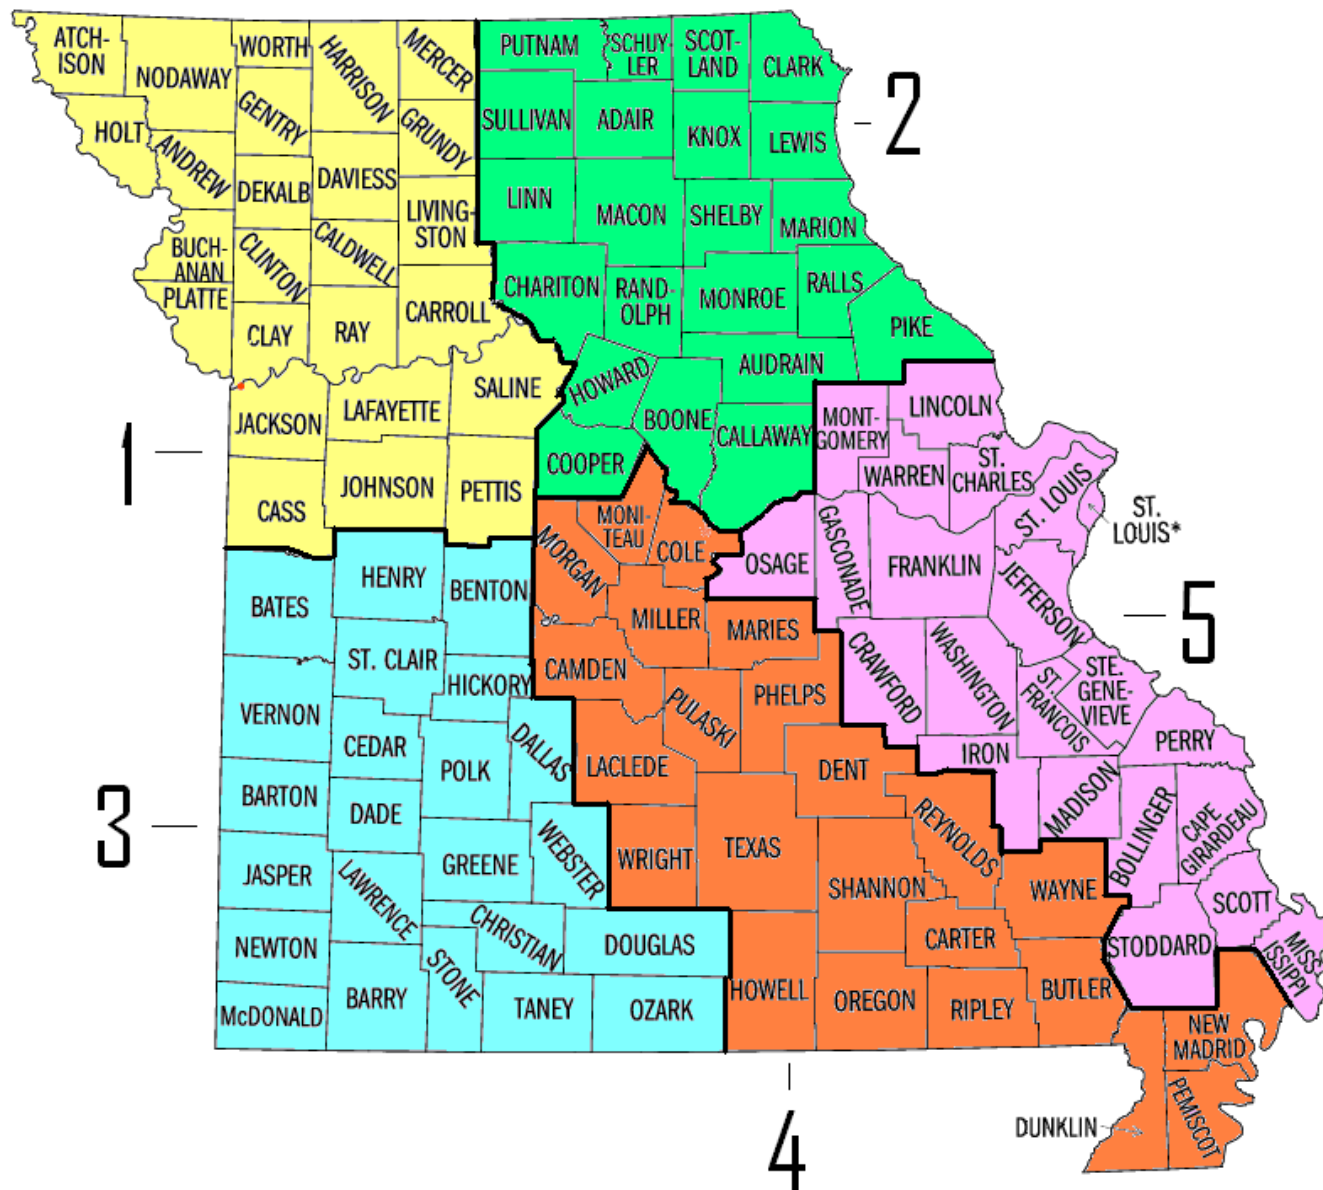 ATCH-
ISON
NODAWAY
WORTH
HARRISON
MERCER
HOLT
ANDREW
GENTRY
GRUNDY
DEKALB
DAVIESS
LIVING-
STON
BUCH-
ANAN
CLINTON
CALDWELL
PLATTE
CLAY
RAY
CARROLL
JACKSON
LAFAYETTE
SALINE
CASS
JOHNSON
PETTIS
1
PUTNAM
SCHUY-
LER
SCOT-
LAND
CLARK
2
SULLIVAN
ADAIR
KNOX
LEWIS
LINN
MACON
SHELBY
MARION
CHARITON
RAND-
OLPH
MONROE
RALLS
PIKE
HOWARD
AUDRAIN
BOONE
CALLAWAY
COOPER
MONT-
GOMERY
LINCOLN
WARREN
ST.
CHARLES
ST. LOUIS
ST.
LOUIS*
OSAGE
GASCONADE
FRANKLIN
JEFFERSON
5
CRAWFORD
WASHINGTON
ST.
FRANCOIS
STE.
GENE-
VIEVE
IRON
PERRY
MADISON
BOLLINGER
CAPE
GIRARDEAU
SCOTT
STODDARD
MISS-
ISSIPPI
BATES
HENRY
BENTON
ST. CLAIR
HICKORY
VERNON
CEDAR
POLK
DALLAS
BARTON
DADE
3
GREENE
WEBSTER
JASPER
LAWRENCE
CHRISTIAN
DOUGLAS
NEWTON
BARRY
STONE
TANEY
OZARK
McDONALD
MONI-
TEAU
MORGAN
COLE
MILLER
MARIES
CAMDEN
PULASKI
PHELPS
LACLEDE
DENT
WRIGHT
TEXAS
REYNOLDS
SHANNON
WAYNE
CARTER
HOWELL
OREGON
RIPLEY
BUTLER
NEW
MADRID
DUNKLIN
PEMISCOT
4